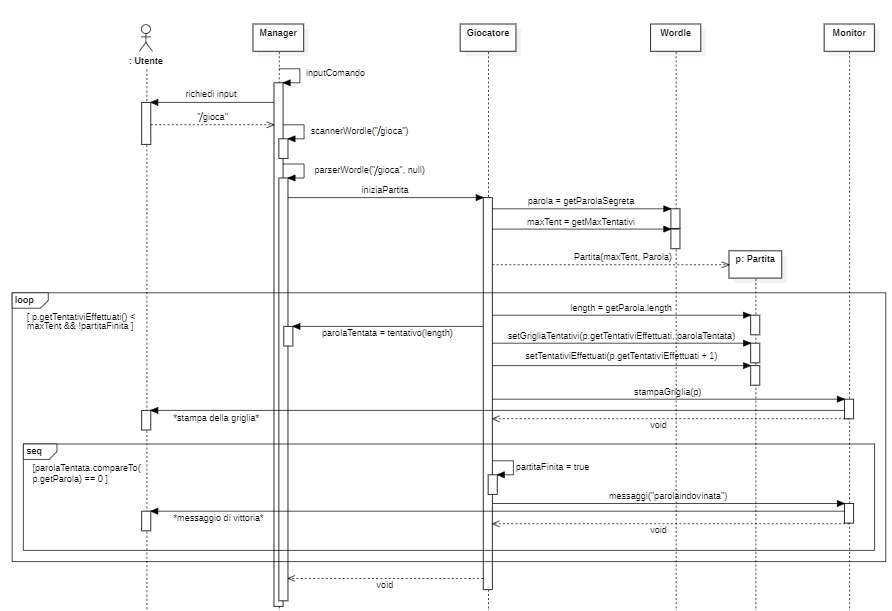 Manager
Giocatore
Wordle
Monitor
: Utente
inputComando
richiedi input
"/gioca"
scannerWordle("/gioca")
parserWordle("/gioca", null)
iniziaPartita
parola = getParolaSegreta
maxTent = getMaxTentativi
Partita(maxTent, Parola)
p: Partita
loop
[ p.getTentativiEffettuati() <
maxTent && !partitaFinita ]
length = getParola.length
parolaTentata = tentativo(length)
setGrigliaTentativi(p.getTentativiEffettuati, parolaTentata)
setTentativiEffettuati(p.getTentativiEffettuati + 1)
stampaGriglia(p)
*stampa della griglia*
void
seq
[parolaTentata.compareTo(
p.getParola) == 0 ]
partitaFinita = true
messaggi("parolaindovinata")
*messaggio di vittoria*
void
void